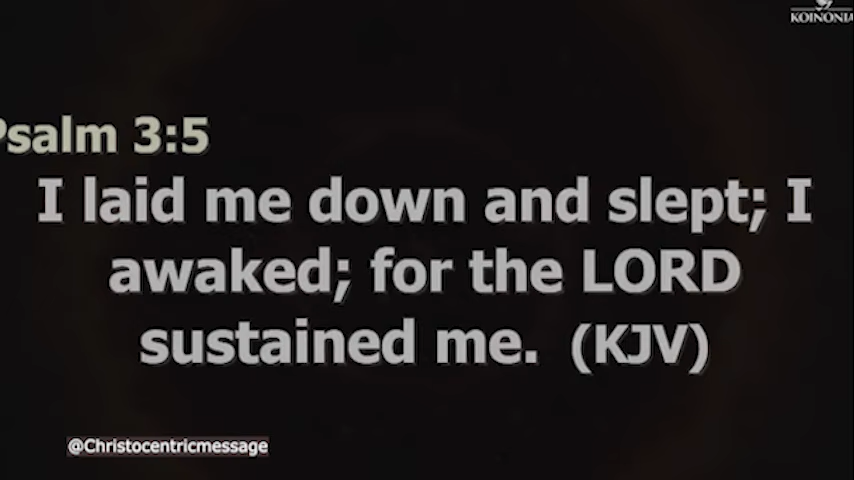 KOINONIA
Psalm 3:5
I laid me down and slept; I
awaked; for the LORD
sustained me. (KJV)
@Christocentricmessage